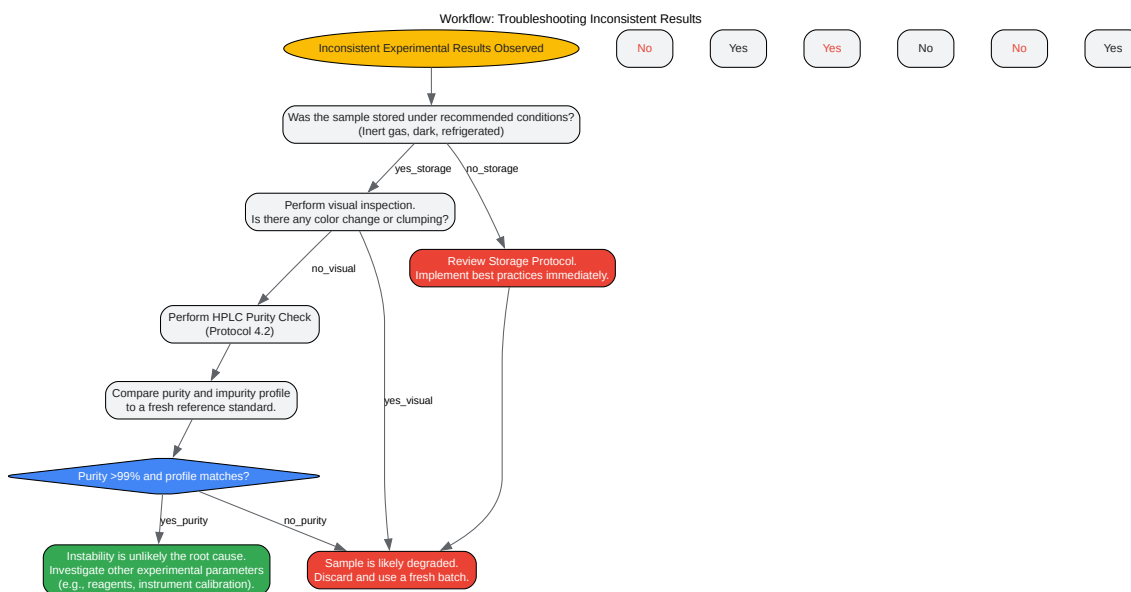 Workflow: Troubleshooting Inconsistent Results
Inconsistent Experimental Results Observed
No
Yes
Yes
No
No
Yes
Was the sample stored under recommended conditions?
(Inert gas, dark, refrigerated)
yes_storage
no_storage
Perform visual inspection.
Is there any color change or clumping?
Review Storage Protocol.
Implement best practices immediately.
no_visual
Perform HPLC Purity Check
(Protocol 4.2)
Compare purity and impurity profile
to a fresh reference standard.
yes_visual
Purity >99% and profile matches?
yes_purity
no_purity
Instability is unlikely the root cause.
Investigate other experimental parameters
(e.g., reagents, instrument calibration).
Sample is likely degraded.
Discard and use a fresh batch.